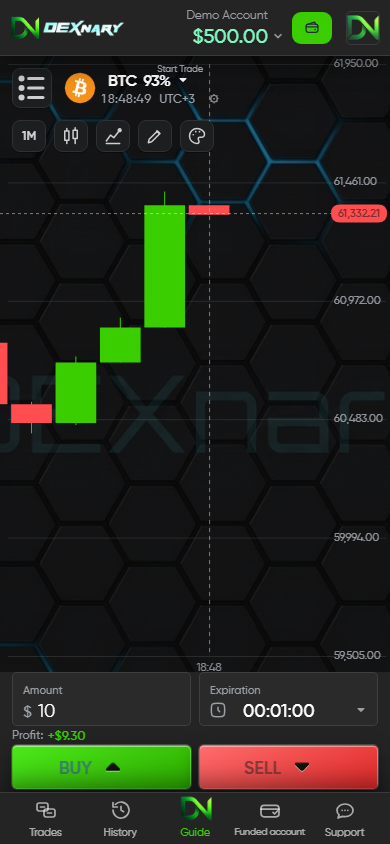 DEXNARY
Demo Account
$500.00
DN
Start Trade
BTC 93%
18:48:49 UTC+3
1M
61,950.00
61,461.00
61,332.21
60,972.00
60,483.00
59,994.00
59,505.00
DEXnar
18:48
Amount
$ 10
Expiration
00:01:00
Profit: +$9.30
BUY
SELL
Trades
History
Guide
Funded account
Support